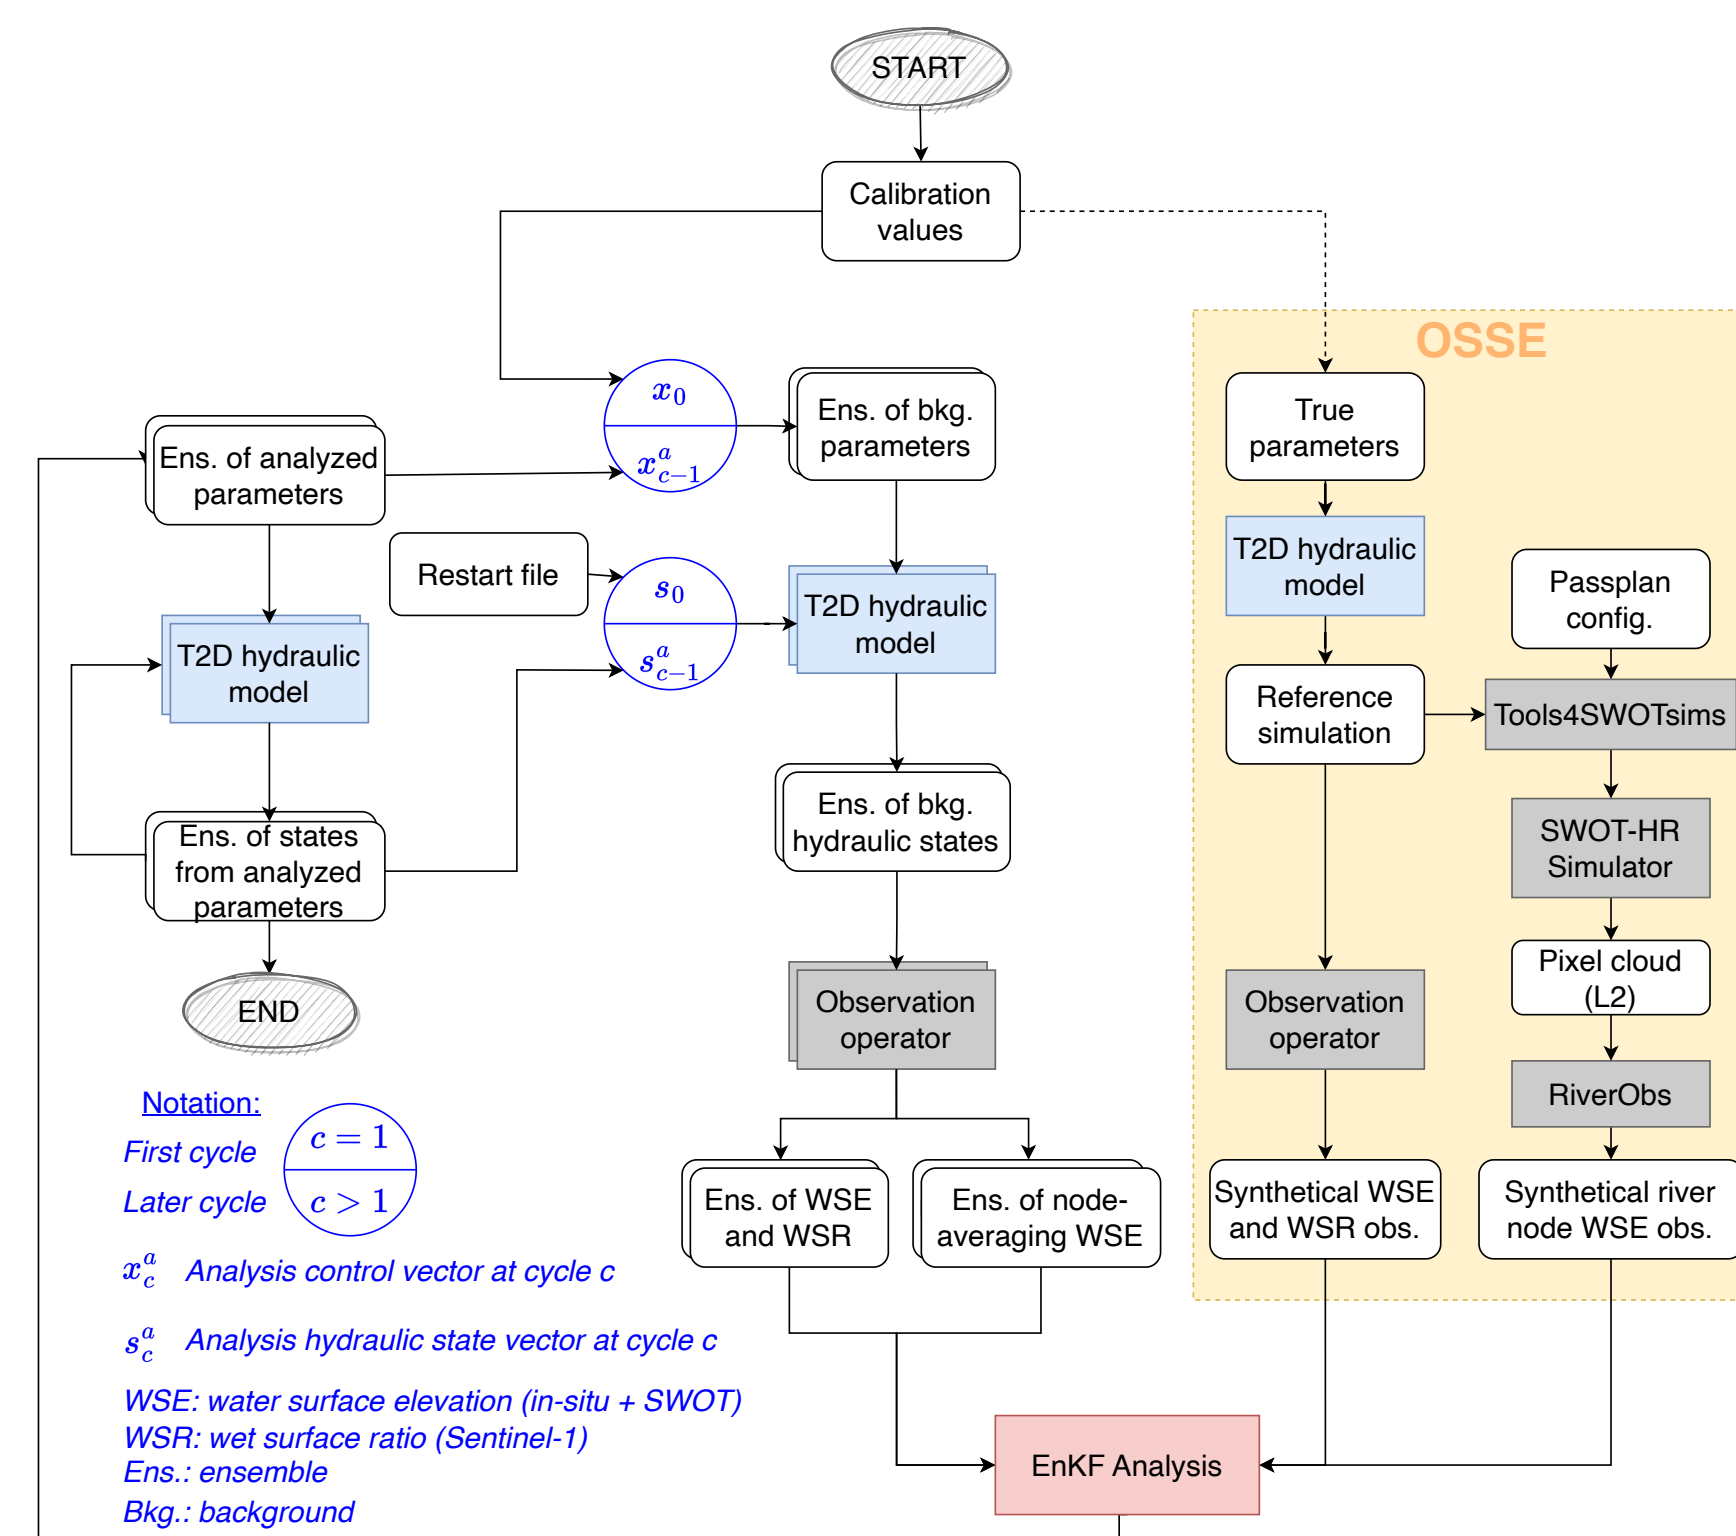 START
Calibration
values
OSSE
x_0
x^a_{c−1}
Ens. of bkg.
parameters
True
parameters
Ens. of analyzed
parameters
Restart file
s_0
s^a_{c−1}
T2D hydraulic
model
T2D hydraulic
model
Passplan
config.
T2D hydraulic
model
Reference
simulation
Tools4SWOTsims
Ens. of bkg.
hydraulic states
SWOT-HR
Simulator
Ens. of states
from analyzed
parameters
Pixel cloud
(L2)
END
Observation
operator
Observation
operator
RiverObs
Notation:
First cycle
c = 1
Later cycle
c > 1
Ens. of WSE
and WSR
Ens. of node-
averaging WSE
Synthetical WSE
and WSR obs.
Synthetical river
node WSE obs.
x^a_c Analysis control vector at cycle c
s^a_c Analysis hydraulic state vector at cycle c
WSE: water surface elevation (in-situ + SWOT)
WSR: wet surface ratio (Sentinel-1)
Ens.: ensemble
Bkg.: background
EnKF Analysis